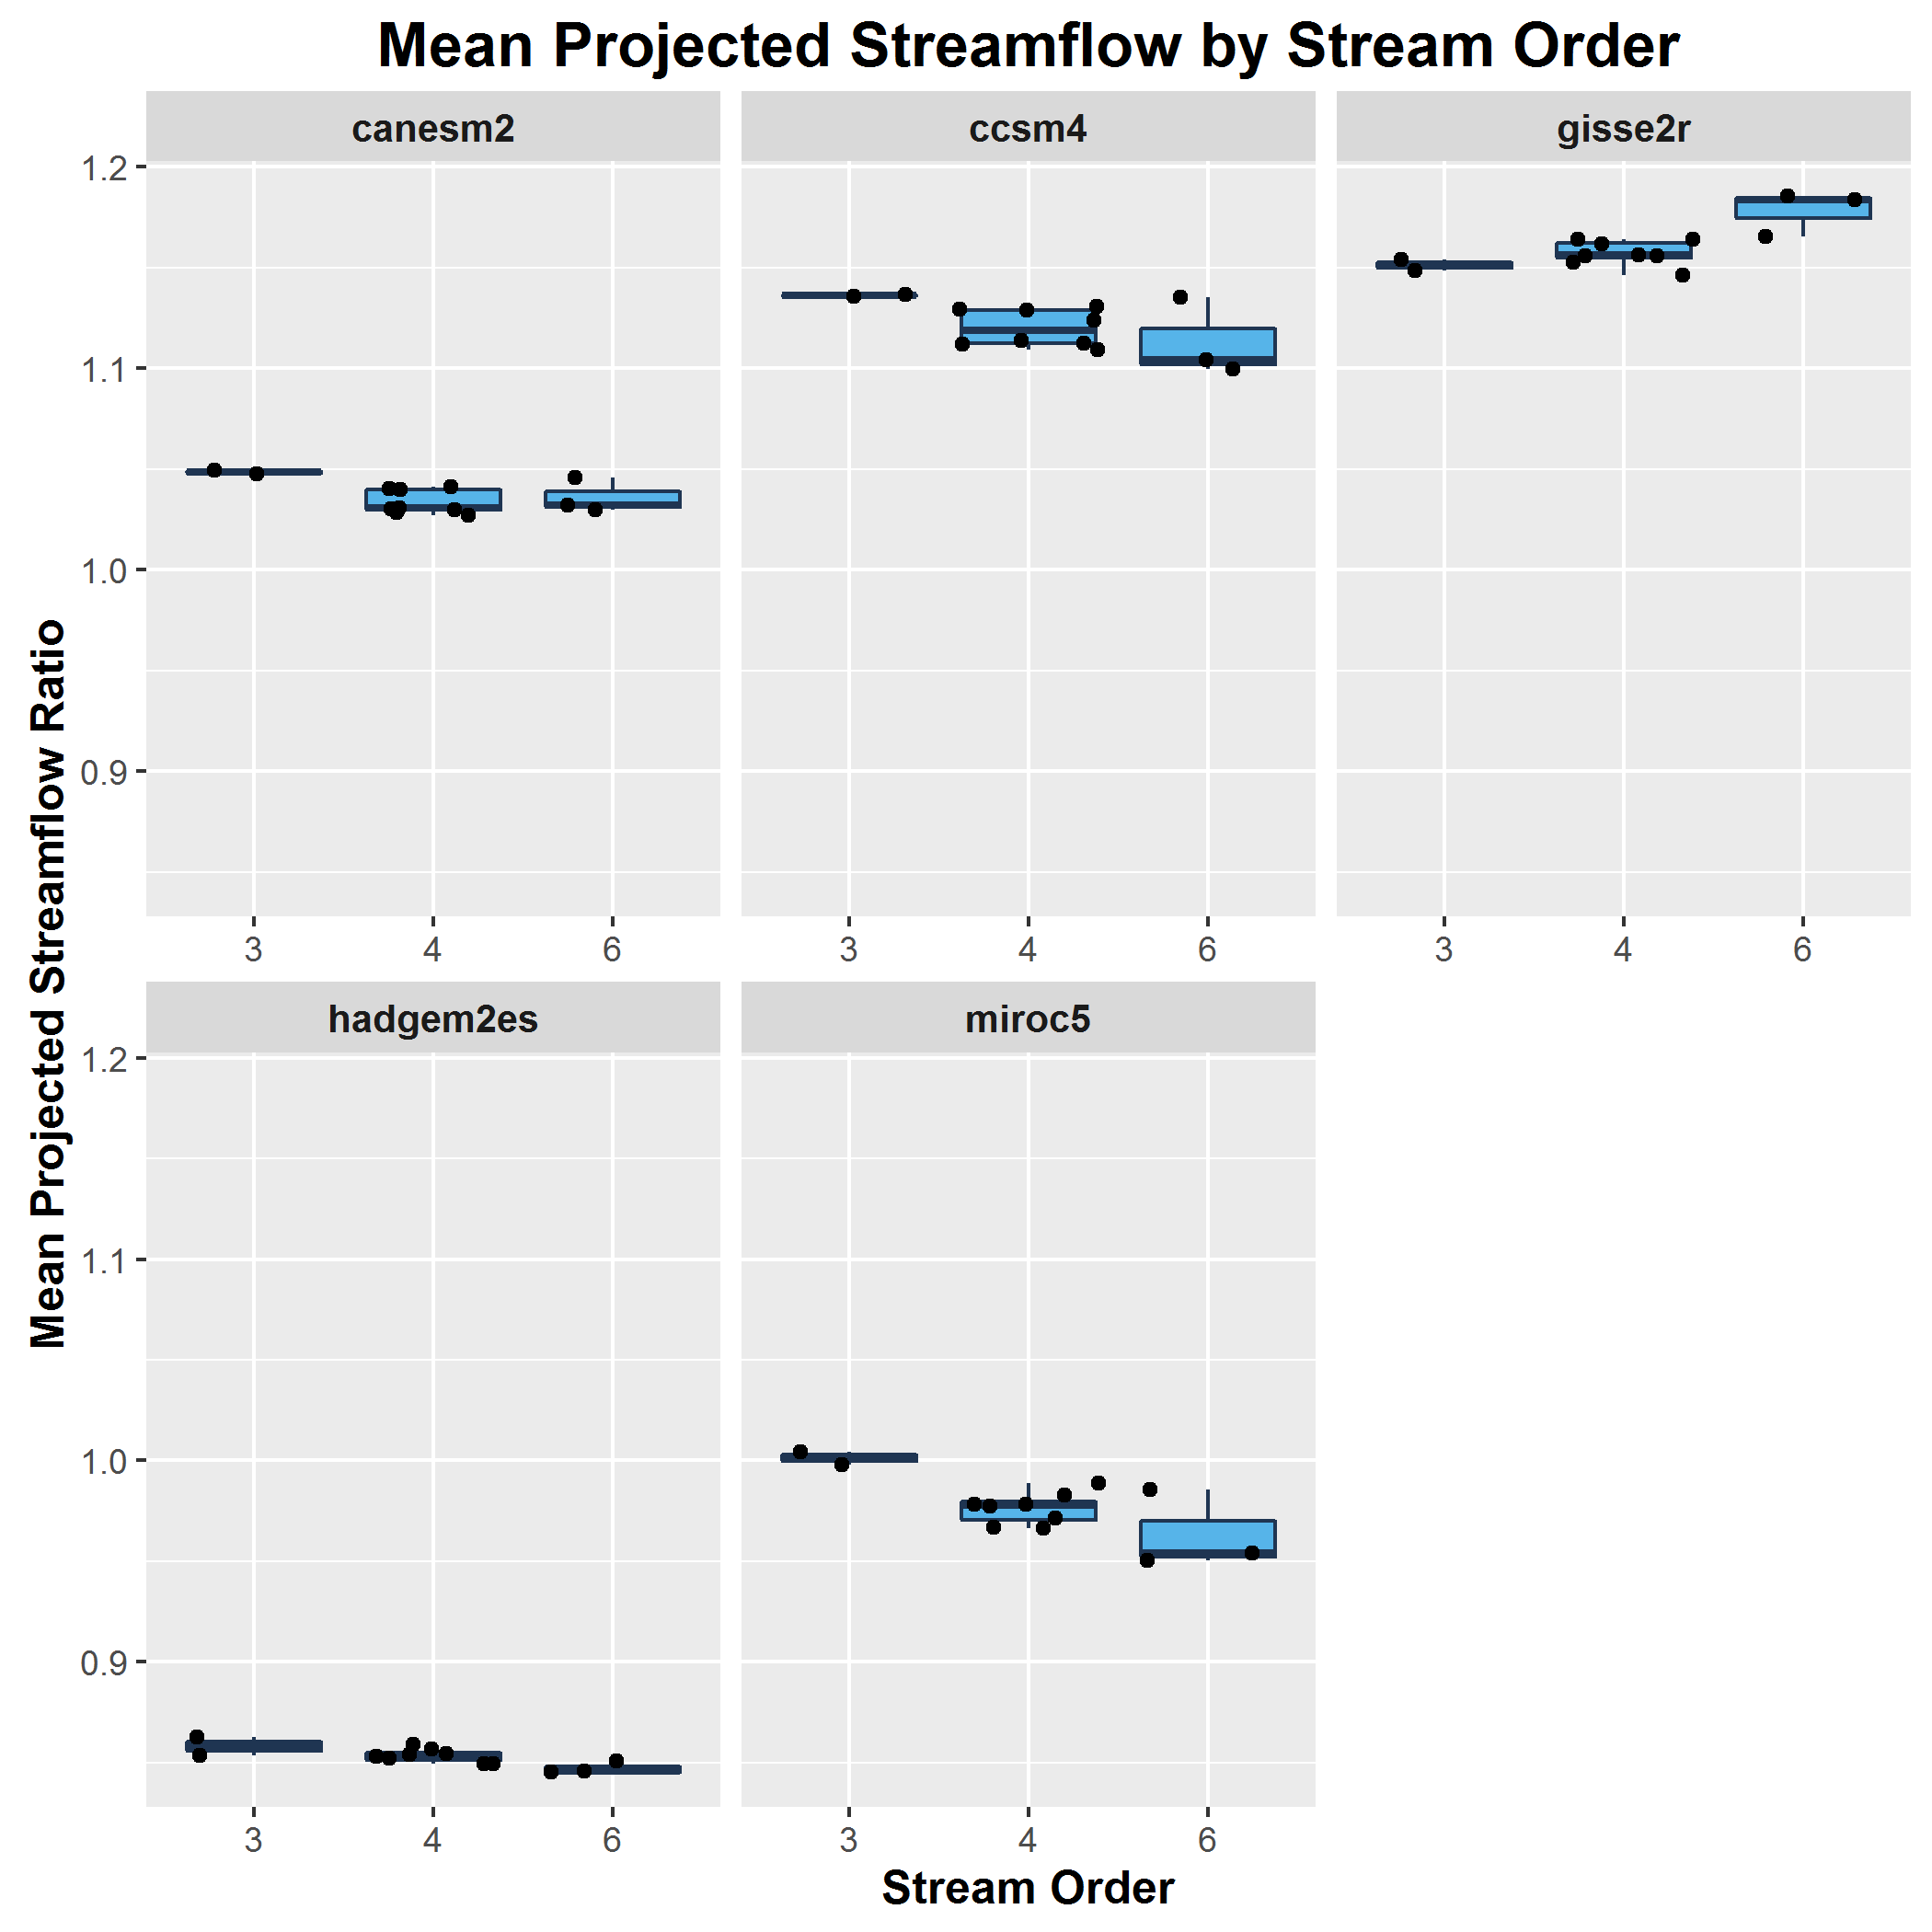 Mean Projected Streamflow by Stream Order
canesm2 ccsm4 gisse2r
1.2
1.1
1.0
0.9
3 4 6 3 4 6 3 4 6
Mean Projected Streamflow Ratio
hadgem2es miroc5
1.2
1.1
1.0
0.9
3 4 6 3 4 6
Stream Order